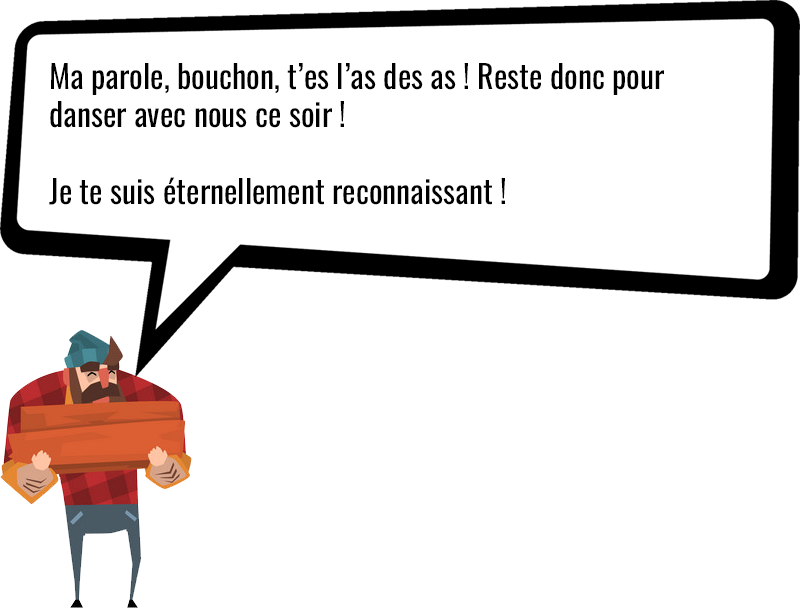 Ma parole, bouchon, t’es l’as des as ! Reste donc pour
danser avec nous ce soir !
Je te suis éternellement reconnaissant !